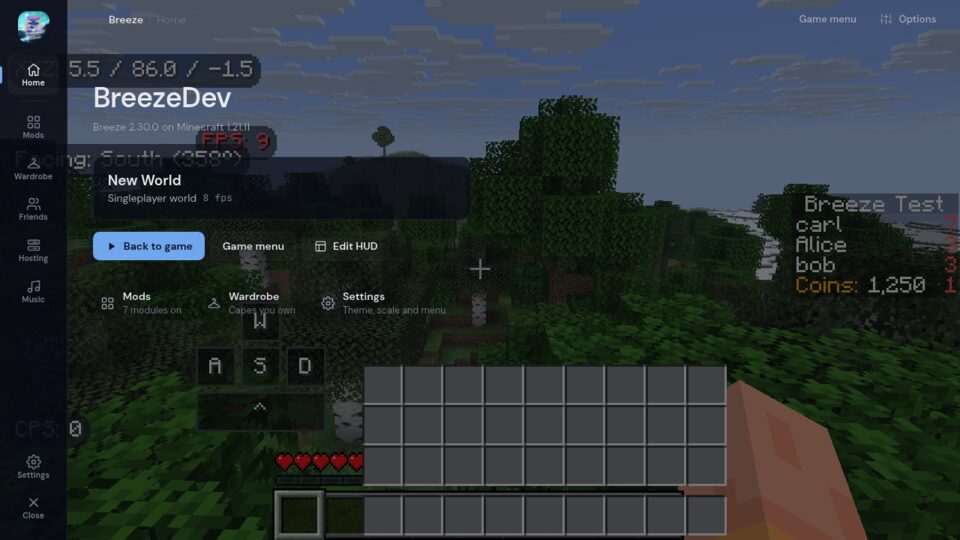 Breeze / Home
Game menu
Options
XYZ: 5.5 / 86.0 / -1.5
Home
BreezeDev
Breeze 2.30.0 on Minecraft 1.21.11
FPS: 9
Mods
Facing: South (358°)
Wardrobe
New World
Singleplayer world 8 fps
Friends
Breeze Test
carl
Alice
bob 3
Coins: 1,250 1
Back to game
Game menu
Edit HUD
Hosting
Music
Mods
7 modules on
Wardrobe
Capes you own
Settings
Theme, scale and menu
W
A S D
^
CPS: 0
Settings
Close